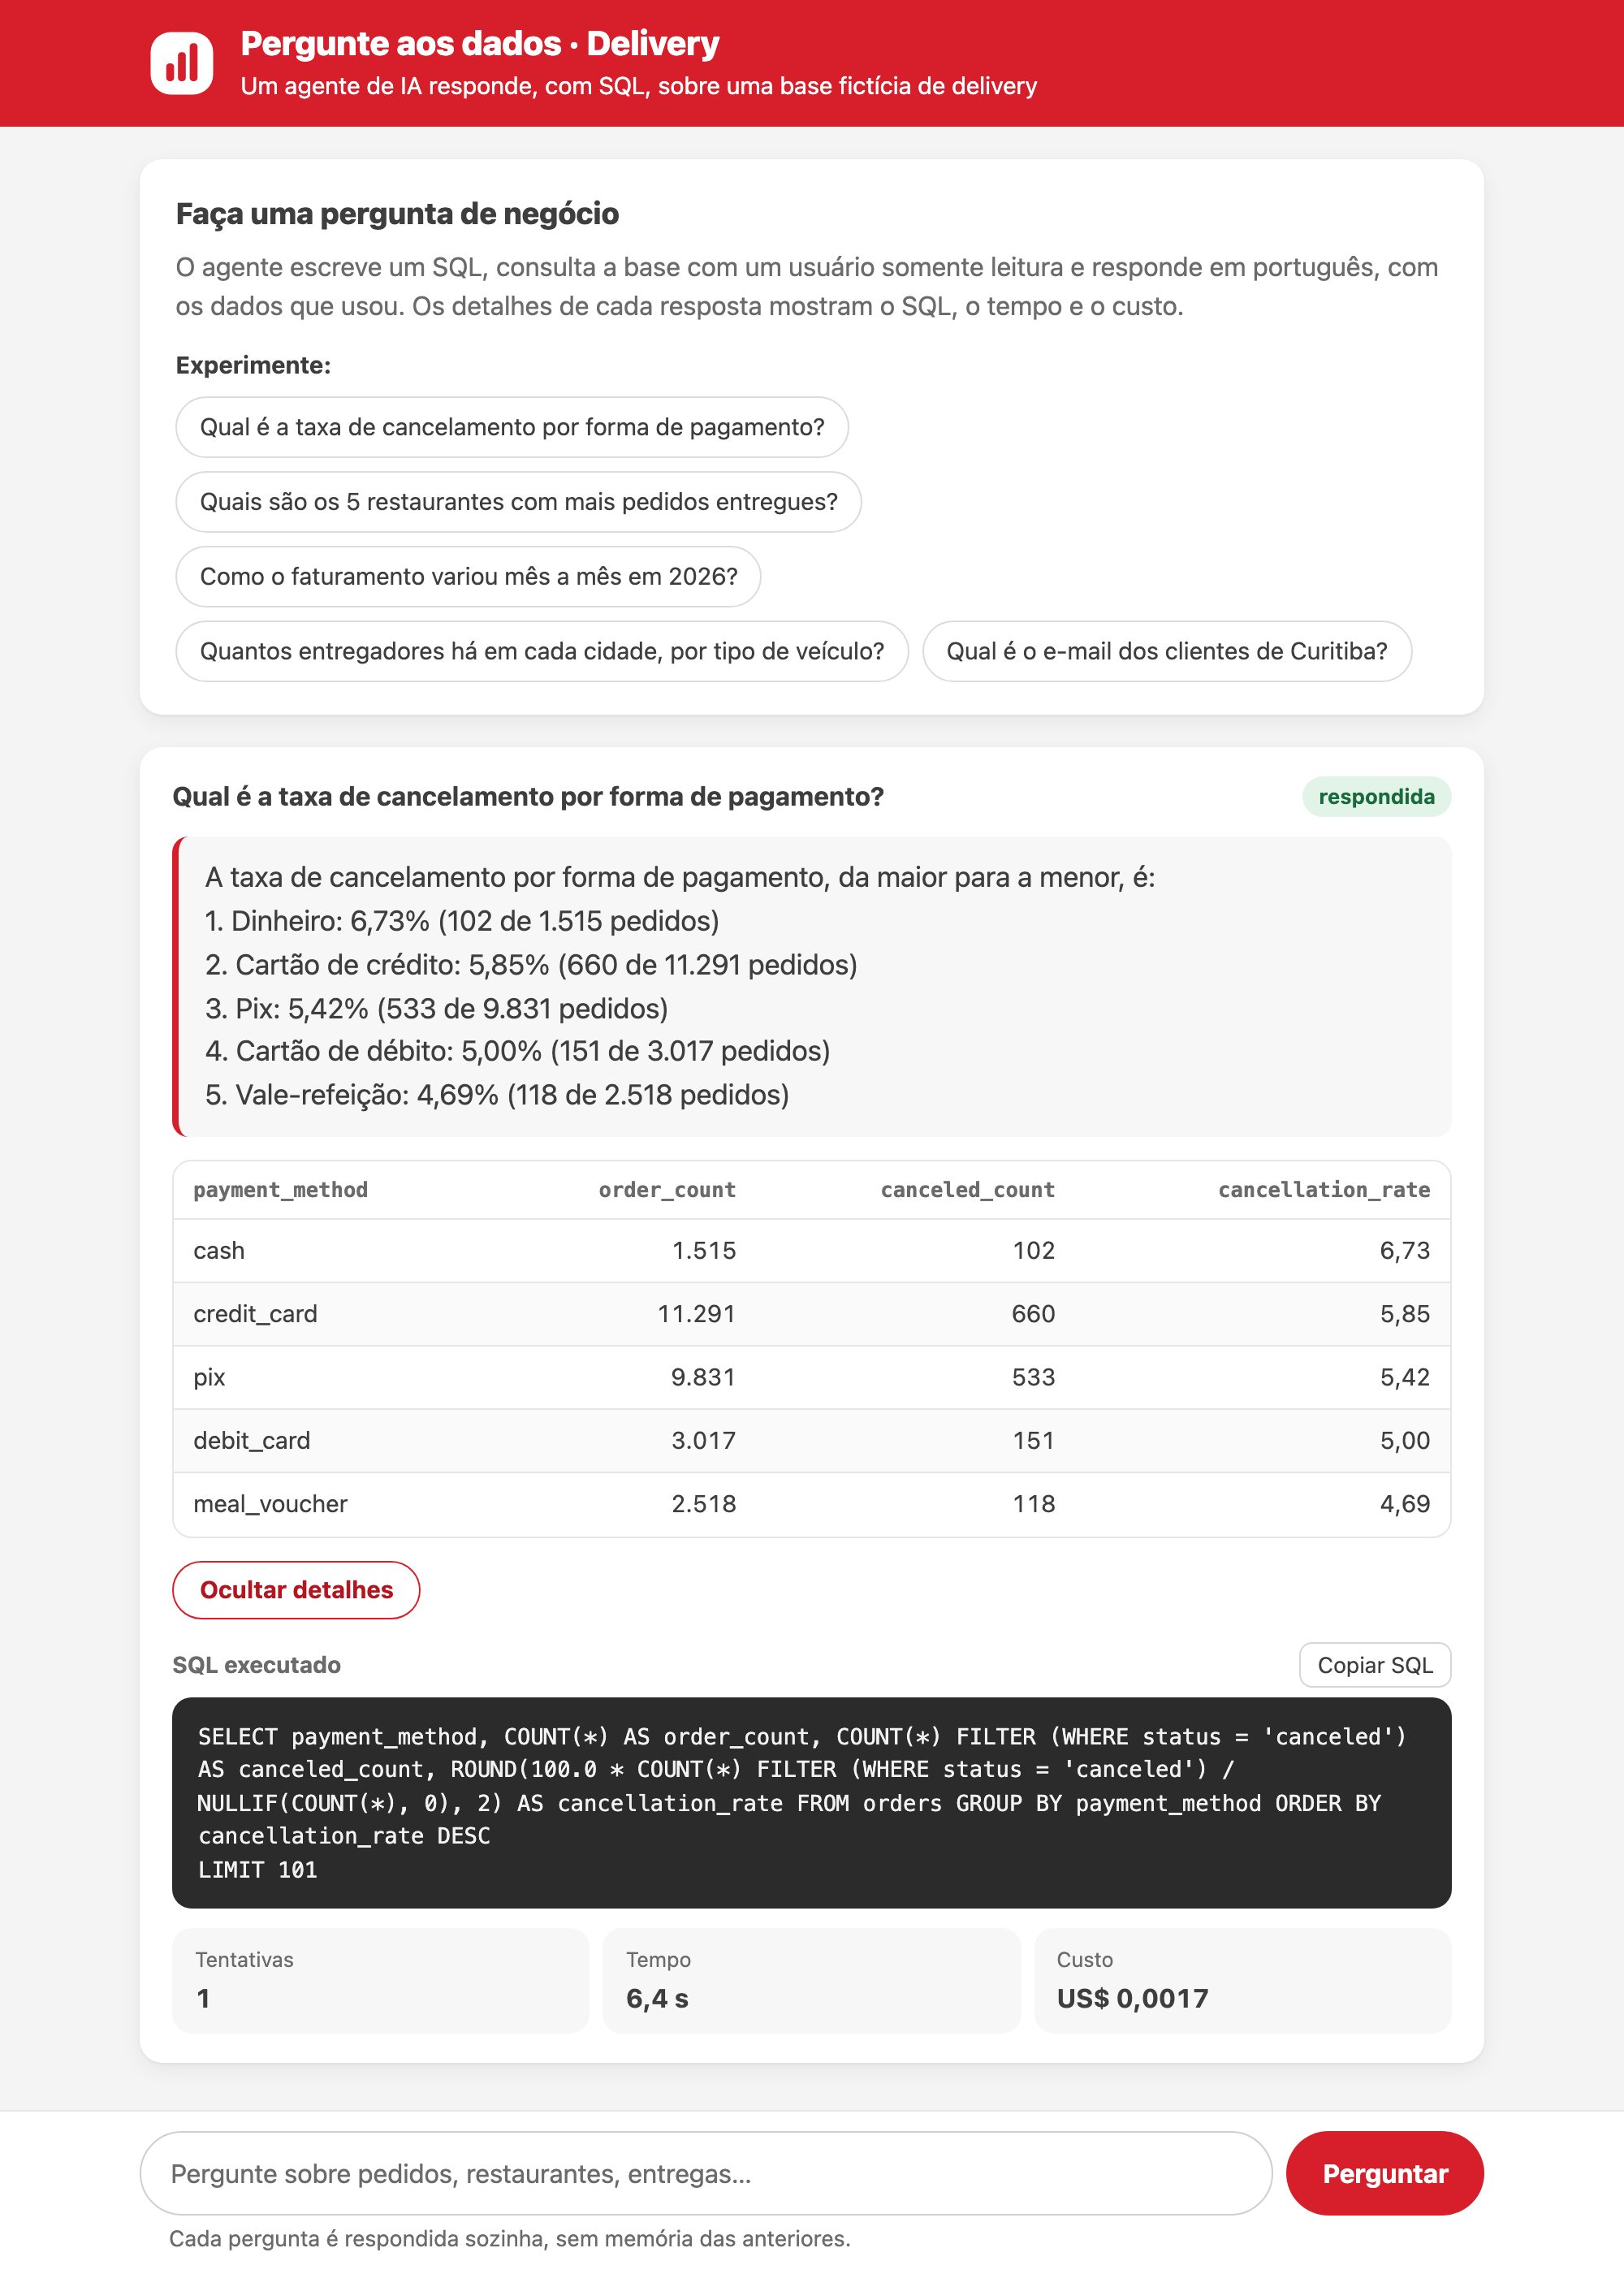 Pergunte aos dados · Delivery
Um agente de IA responde, com SQL, sobre uma base fictícia de delivery
Faça uma pergunta de negócio
O agente escreve um SQL, consulta a base com um usuário somente leitura e responde em português, com
os dados que usou. Os detalhes de cada resposta mostram o SQL, o tempo e o custo.
Experimente:
Qual é a taxa de cancelamento por forma de pagamento?
Quais são os 5 restaurantes com mais pedidos entregues?
Como o faturamento variou mês a mês em 2026?
Quantos entregadores há em cada cidade, por tipo de veículo? Qual é o e-mail dos clientes de Curitiba?
Qual é a taxa de cancelamento por forma de pagamento? respondida
A taxa de cancelamento por forma de pagamento, da maior para a menor, é:
1. Dinheiro: 6,73% (102 de 1.515 pedidos)
2. Cartão de crédito: 5,85% (660 de 11.291 pedidos)
3. Pix: 5,42% (533 de 9.831 pedidos)
4. Cartão de débito: 5,00% (151 de 3.017 pedidos)
5. Vale-refeição: 4,69% (118 de 2.518 pedidos)
payment_method order_count canceled_count cancellation_rate
cash 1.515 102 6,73
credit_card 11.291 660 5,85
pix 9.831 533 5,42
debit_card 3.017 151 5,00
meal_voucher 2.518 118 4,69
Ocultar detalhes
SQL executado Copiar SQL
SELECT payment_method, COUNT(*) AS order_count, COUNT(*) FILTER (WHERE status = 'canceled')
AS canceled_count, ROUND(100.0 * COUNT(*) FILTER (WHERE status = 'canceled') /
NULLIF(COUNT(*), 0), 2) AS cancellation_rate FROM orders GROUP BY payment_method ORDER BY
cancellation_rate DESC
LIMIT 101
Tentativas Tempo Custo
1 6,4 s US$ 0,0017
Pergunte sobre pedidos, restaurantes, entregas... Perguntar
Cada pergunta é respondida sozinha, sem memória das anteriores.